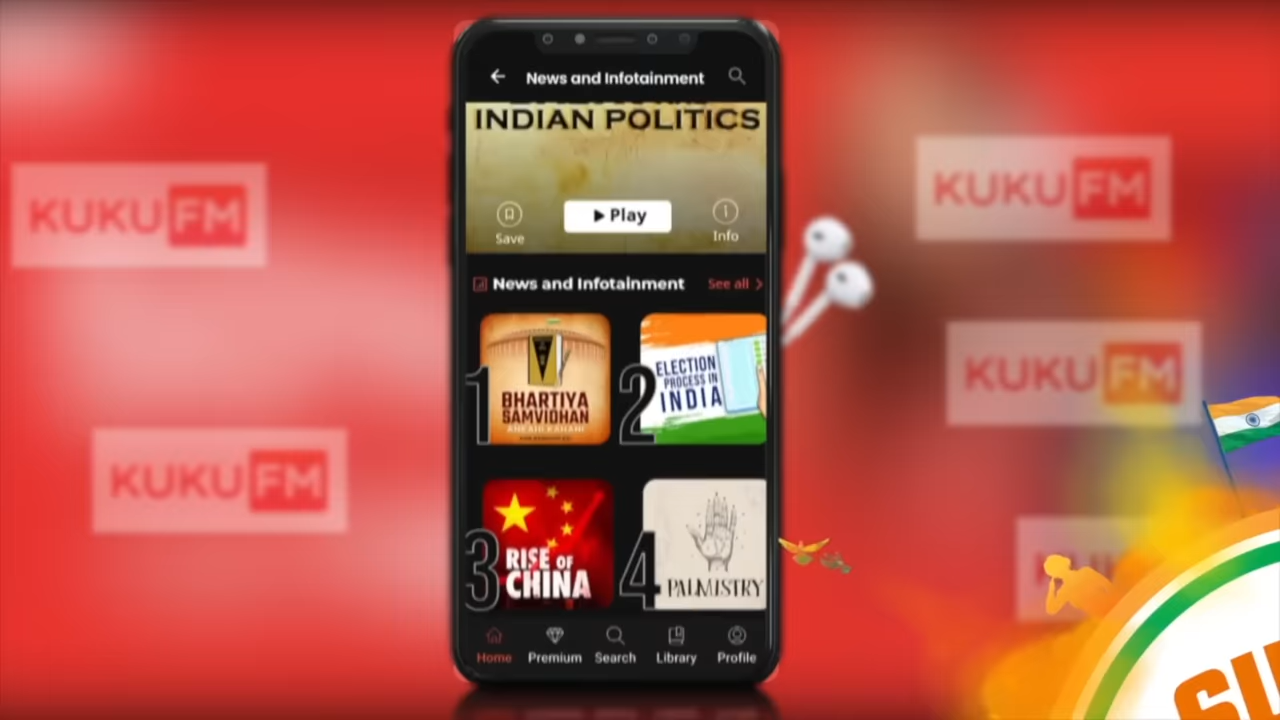 News and Infotainment
INDIAN POLITICS
Save
Play
Info
News and Infotainment
See all
1
BHARTIYA
SAMVIDHAN
ANKAHI KAHANI
2
ELECTION
PROCESS IN
INDIA
3
RISE OF
CHINA
4
PALMISTRY
Home
Premium
Search
Library
Profile
KUKU FM
KUKU FM
KUKU FM
KUKU FM